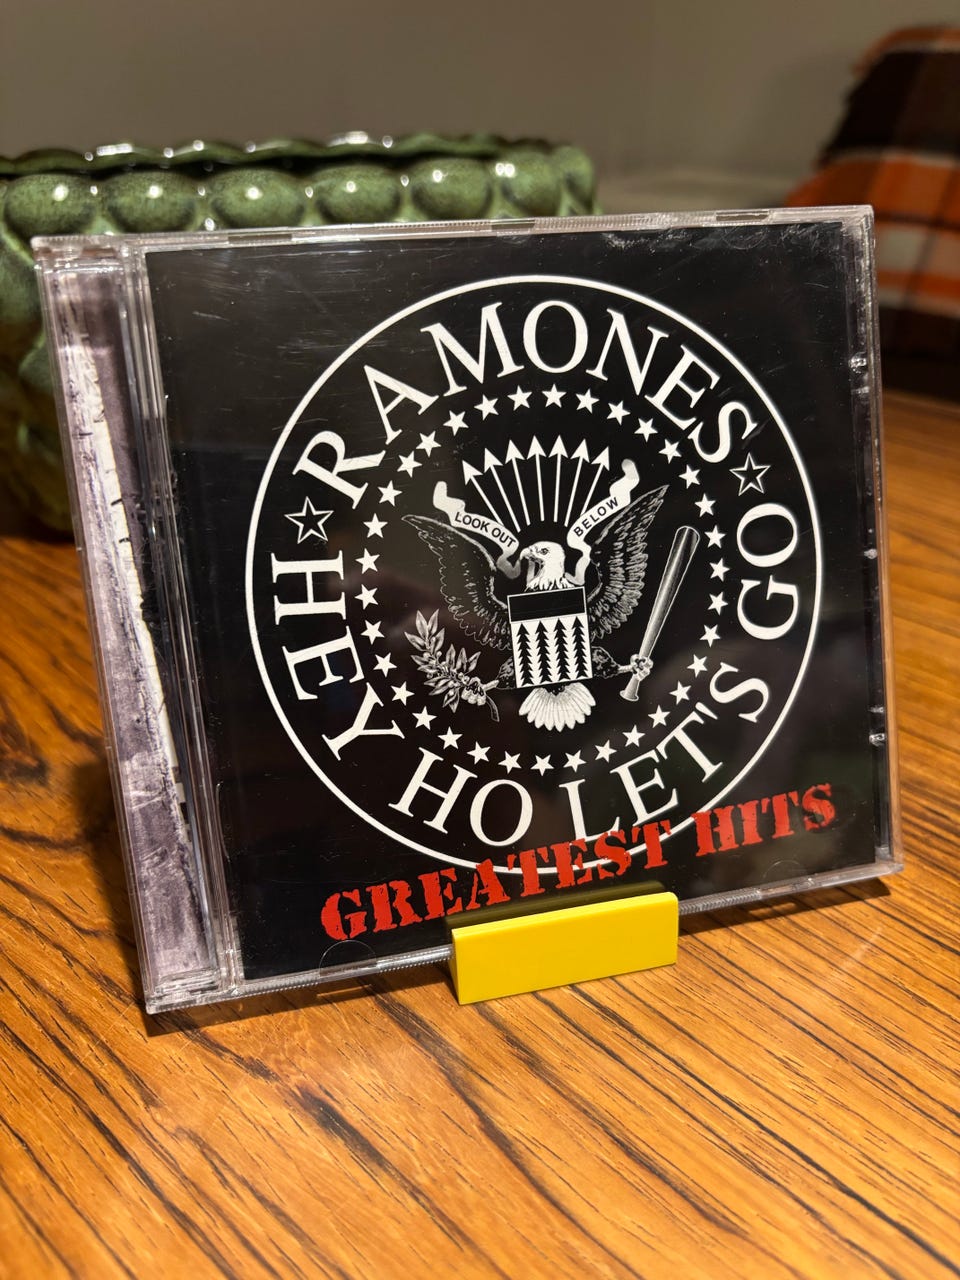 RAMONES
HEY HO LET'S GO
LOOK OUT BELOW
GREATEST HITS